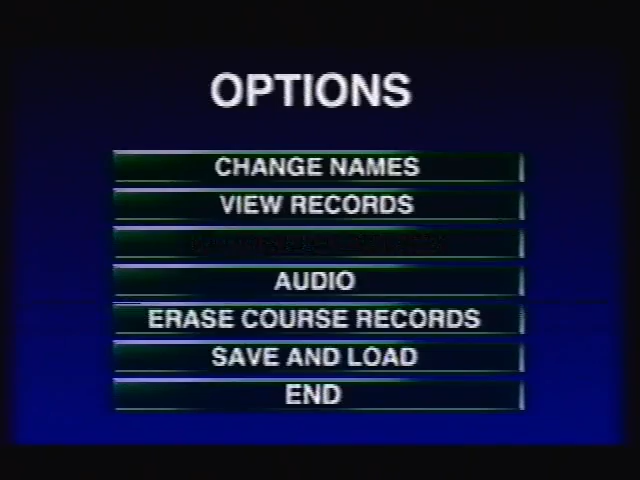 OPTIONS
CHANGE NAMES
VIEW RECORDS
AUDIO
ERASE COURSE RECORDS
SAVE AND LOAD
END